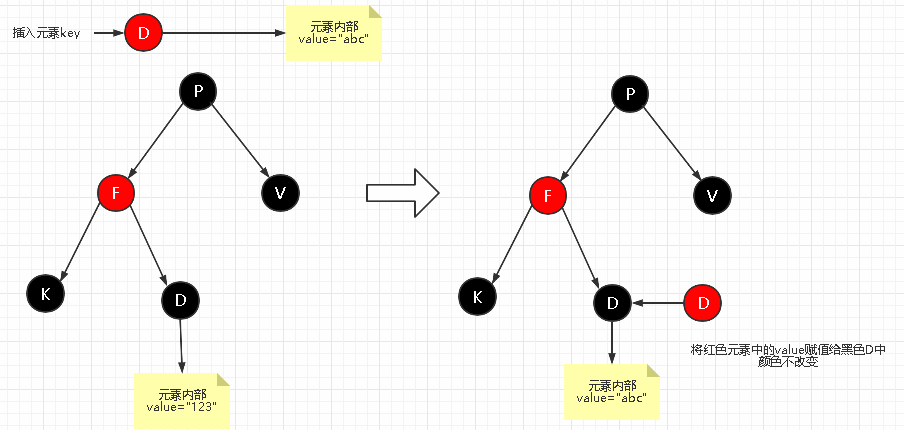 插入元素key
D
元素内部
value="abc"
P
F
V
K
D
元素内部
value="123"
P
F
V
K
D
D
将红色元素中的value赋值给黑色D中
颜色不改变
元素内部
value="abc"